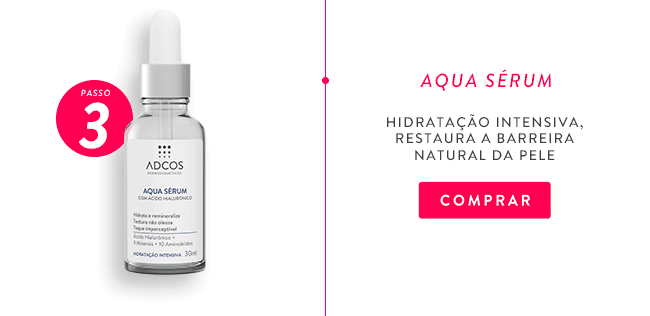 PASSO
3
ADCOS
DERMOCOSMÉTICOS
AQUA SÉRUM
COM ÁCIDO HIALURÔNICO
Hidrata e remineraliza
Textura não oleosa
Toque imperceptível
Ácido Hialurônico +
9 Minerais + 10 Aminoácidos
HIDRATAÇÃO INTENSIVA 30ml
AQUA SÉRUM
HIDRATAÇÃO INTENSIVA,
RESTAURA A BARREIRA
NATURAL DA PELE
COMPRAR